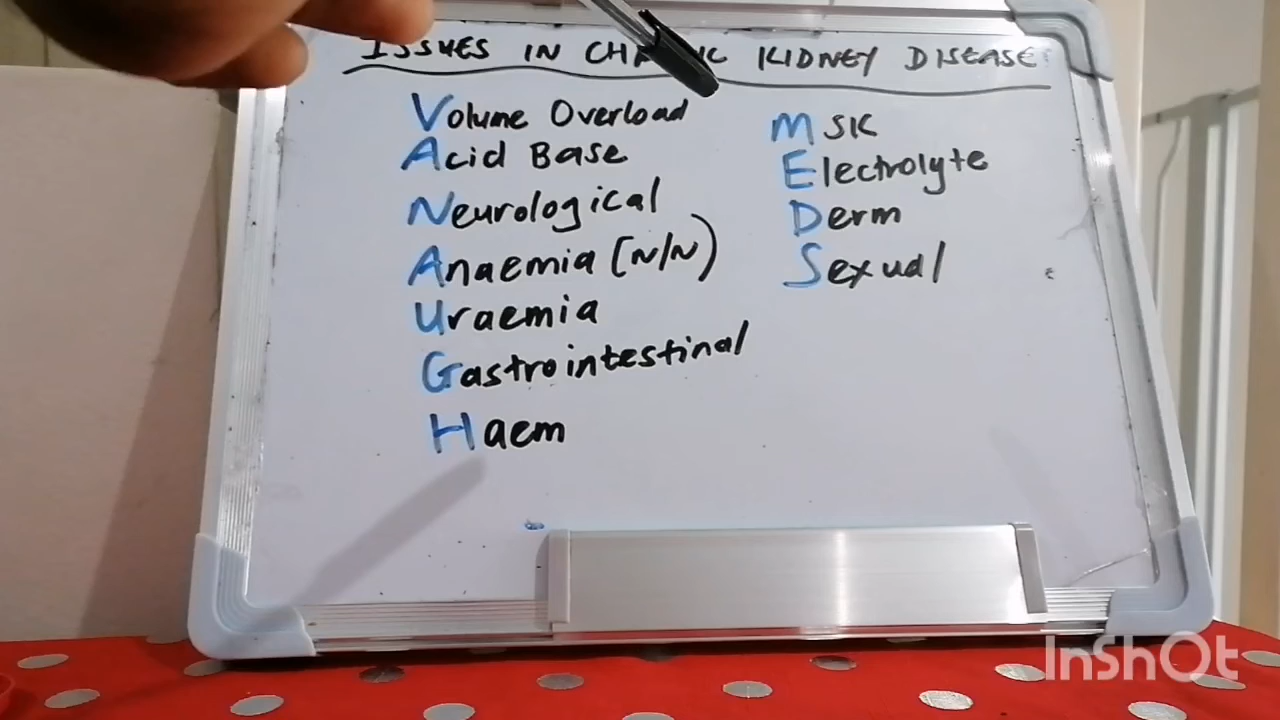 ISSUES IN KIDNEY DISEASE
Volume Overload
Acid Base
Neurological
Anaemia (N/N)
Uraemia
Gastrointestinal
Haem
MSK
Electrolyte
Derm
Sexual
InShOt